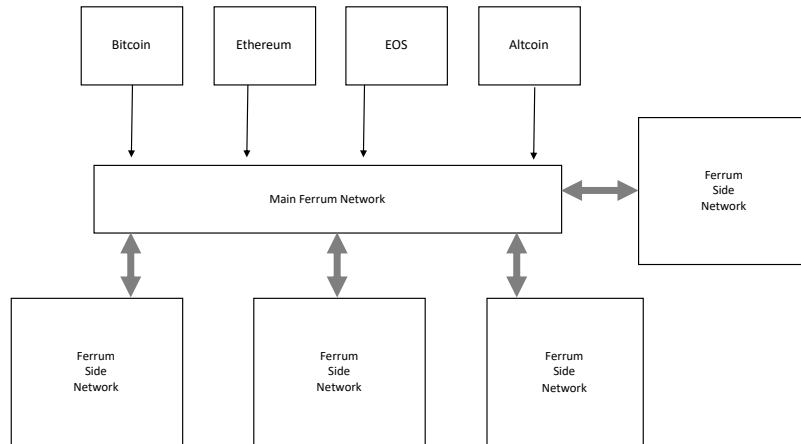 Bitcoin
Ethereum
EOS
Altcoin
Main Ferrum Network
Ferrum
Side
Network
Ferrum
Side
Network
Ferrum
Side
Network
Ferrum
Side
Network